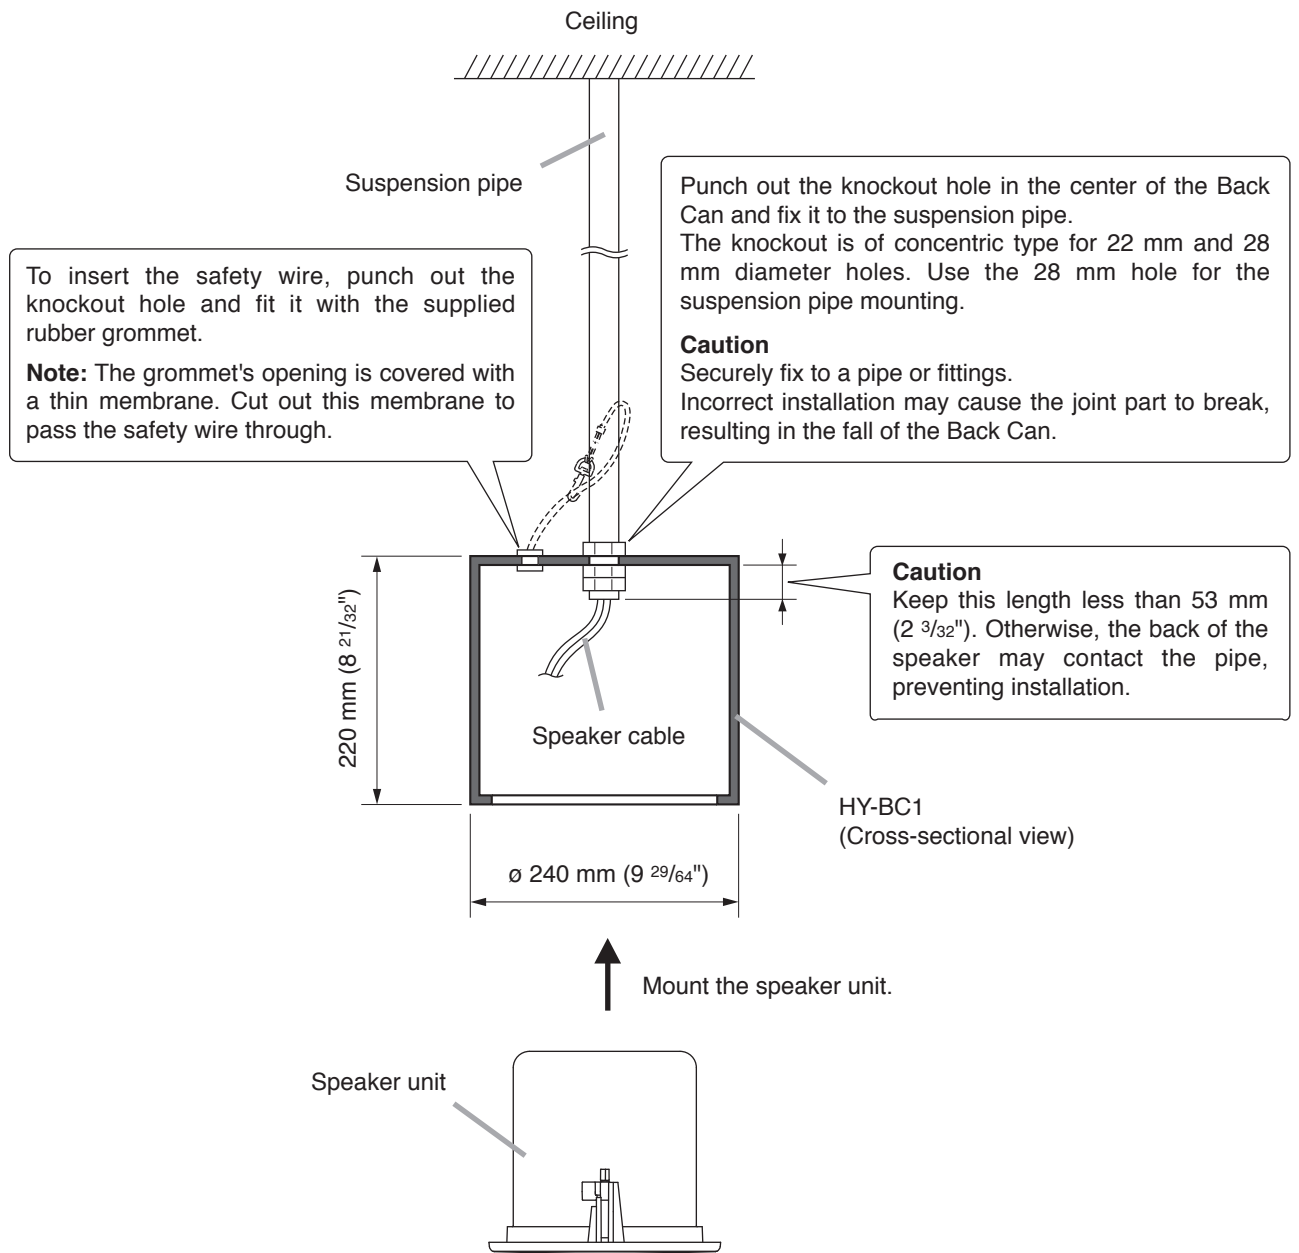 Ceiling
Suspension pipe
Punch out the knockout hole in the center of the Back
Can and fix it to the suspension pipe.
The knockout is of concentric type for 22 mm and 28
mm diameter holes. Use the 28 mm hole for the
suspension pipe mounting.
Caution
Securely fix to a pipe or fittings.
Incorrect installation may cause the joint part to break,
resulting in the fall of the Back Can.
To insert the safety wire, punch out the
knockout hole and fit it with the supplied
rubber grommet.
Note: The grommet's opening is covered with
a thin membrane. Cut out this membrane to
pass the safety wire through.
Caution
Keep this length less than 53 mm
(2 3/32"). Otherwise, the back of the
speaker may contact the pipe,
preventing installation.
220 mm (8 21/32")
Speaker cable
HY-BC1
(Cross-sectional view)
ø 240 mm (9 29/64")
Mount the speaker unit.
Speaker unit